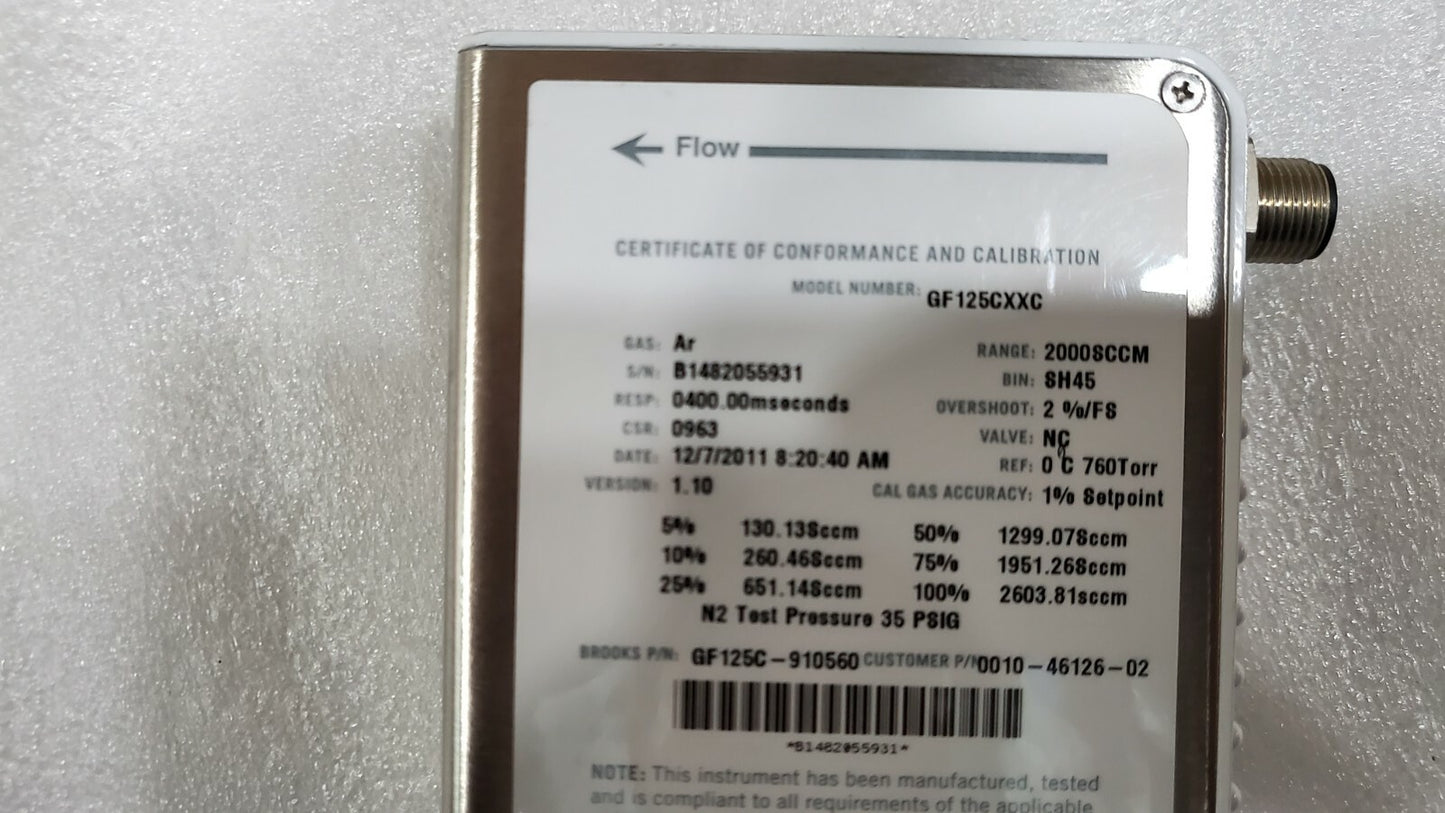 Flow
CERTIFICATE OF CONFORMANCE AND CALIBRATION
MODEL NUMBER: GF125CXXC
GAS: Ar RANGE: 2000SCCM
S/N: B1482055931 BIN: SH45
RESP: 0400.00mseconds OVERSHOOT: 2 %/FS
CSR: 0963 VALVE: NC
DATE: 12/7/2011 8:20:40 AM REF: 0°C 760Torr
VERSION: 1.10 CAL GAS ACCURACY: 1% Setpoint
5% 130.13Sccm 50% 1299.07Sccm
10% 260.46Sccm 75% 1951.26Sccm
25% 651.14Sccm 100% 2603.81sccm
N2 Test Pressure 35 PSIG
BROOKS P/N: GF125C-910560 CUSTOMER P/N 0010-46126-02
*B1482055931*
NOTE: This instrument has been manufactured, tested
and is compliant to all requirements of the applicable